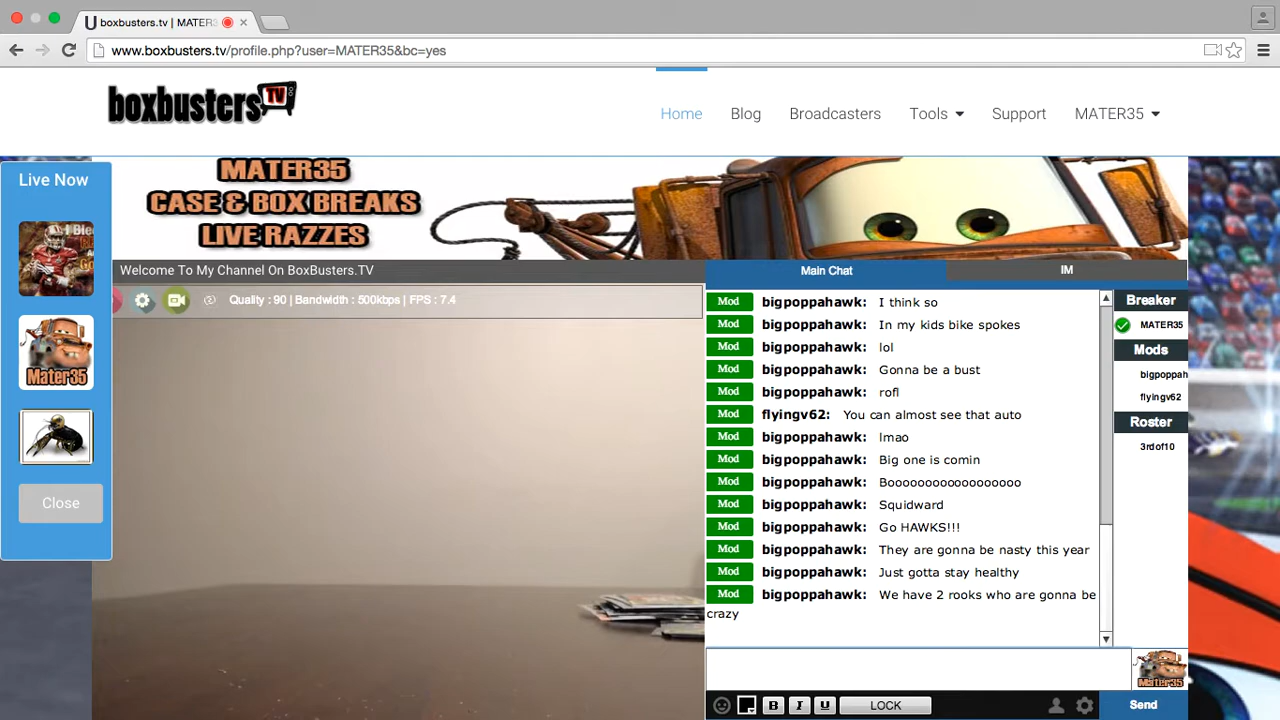 boxbusters.tv | MATER3
www.boxbusters.tv/profile.php?user=MATER35&bc=yes
boxbusters TV
Home Blog Broadcasters Tools Support MATER35
Live Now
MATER35
CASE & BOX BREAKS
LIVE RAZZES
Welcome To My Channel On BoxBusters.TV
Main Chat IM
Quality : 90 | Bandwidth : 500kbps | FPS : 7.4
Mater35
Close
Mod bigpoppahawk: I think so
Mod bigpoppahawk: In my kids bike spokes
Mod bigpoppahawk: lol
Mod bigpoppahawk: Gonna be a bust
Mod bigpoppahawk: rofl
Mod flyingv62: You can almost see that auto
Mod bigpoppahawk: lmao
Mod bigpoppahawk: Big one is comin
Mod bigpoppahawk: Booooooooooooooooo
Mod bigpoppahawk: Squidward
Mod bigpoppahawk: Go HAWKS!!!
Mod bigpoppahawk: They are gonna be nasty this year
Mod bigpoppahawk: Just gotta stay healthy
Mod bigpoppahawk: We have 2 rooks who are gonna be
crazy
Breaker
MATER35
Mods
bigpoppah
flyingv62
Roster
3rdof10
Mater35
B I U LOCK Send